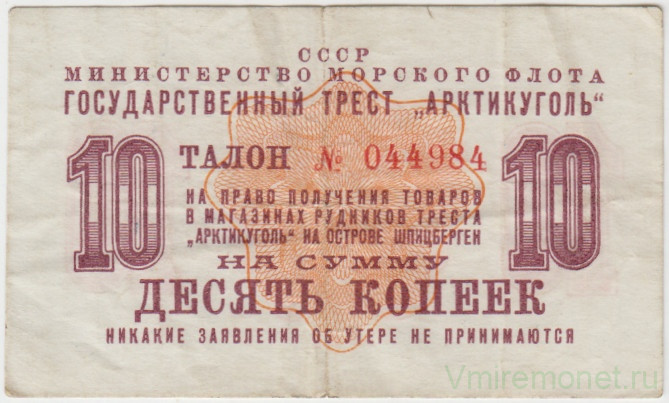 СССР
МИНИСТЕРСТВО МОРСКОГО ФЛОТА
ГОСУДАРСТВЕННЫЙ ТРЕСТ „АРКТИКУГОЛЬ“
10 ТАЛОН № 044984 10
НА ПРАВО ПОЛУЧЕНИЯ ТОВАРОВ
В МАГАЗИНАХ РУДНИКОВ ТРЕСТА
„АРКТИКУГОЛЬ“ НА ОСТРОВЕ ШПИЦБЕРГЕН
НА СУММУ
ДЕСЯТЬ КОПЕЕК
НИКАКИЕ ЗАЯВЛЕНИЯ ОБ УТЕРЕ НЕ ПРИНИМАЮТСЯ
Vmiremonet.ru